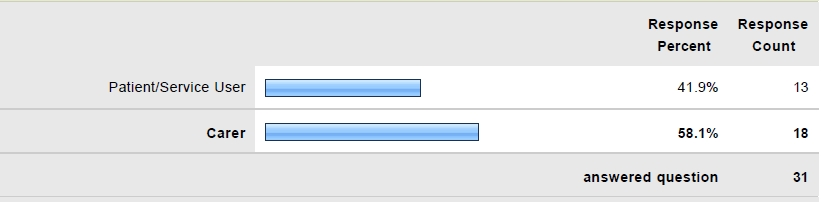 Response Response
Percent Count
Patient/Service User 41.9% 13
Carer 58.1% 18
answered question 31